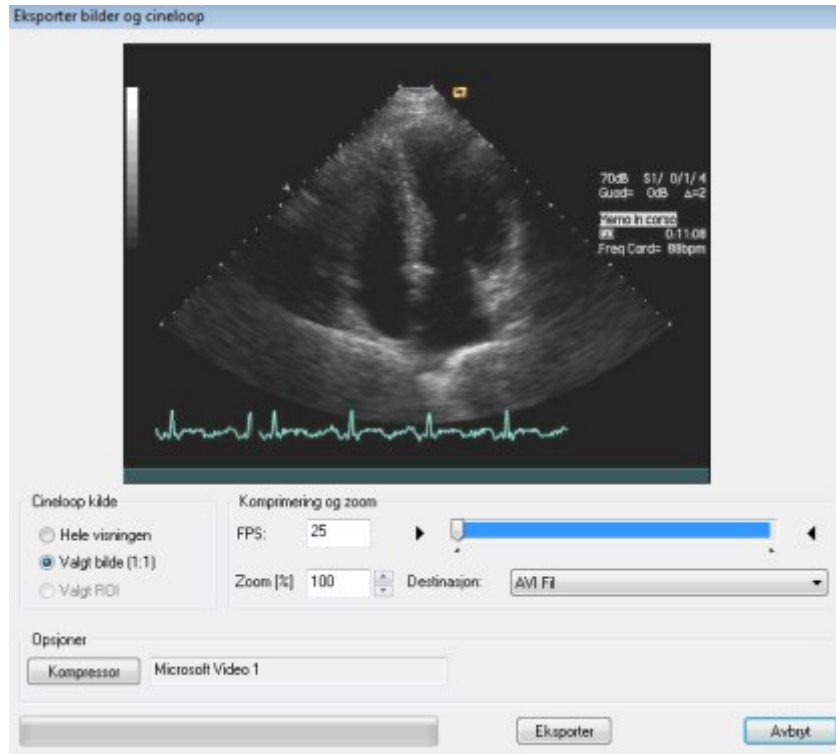 Eksporter bilder og cineloop
70dB S1/ 0/1/4
Guad= 0dB Δ=2
Memo in corso
0:11:08
Freq Card= 88bpm
Cineloop kilde
Hele visningen
Valgt bilde (1:1)
Valgt ROI
Komprimering og zoom
FPS: 25
Zoom [%] 100 Destinasjon: AVI Fil
Opsjoner
Kompressor Microsoft Video 1
Eksporter Avbryt